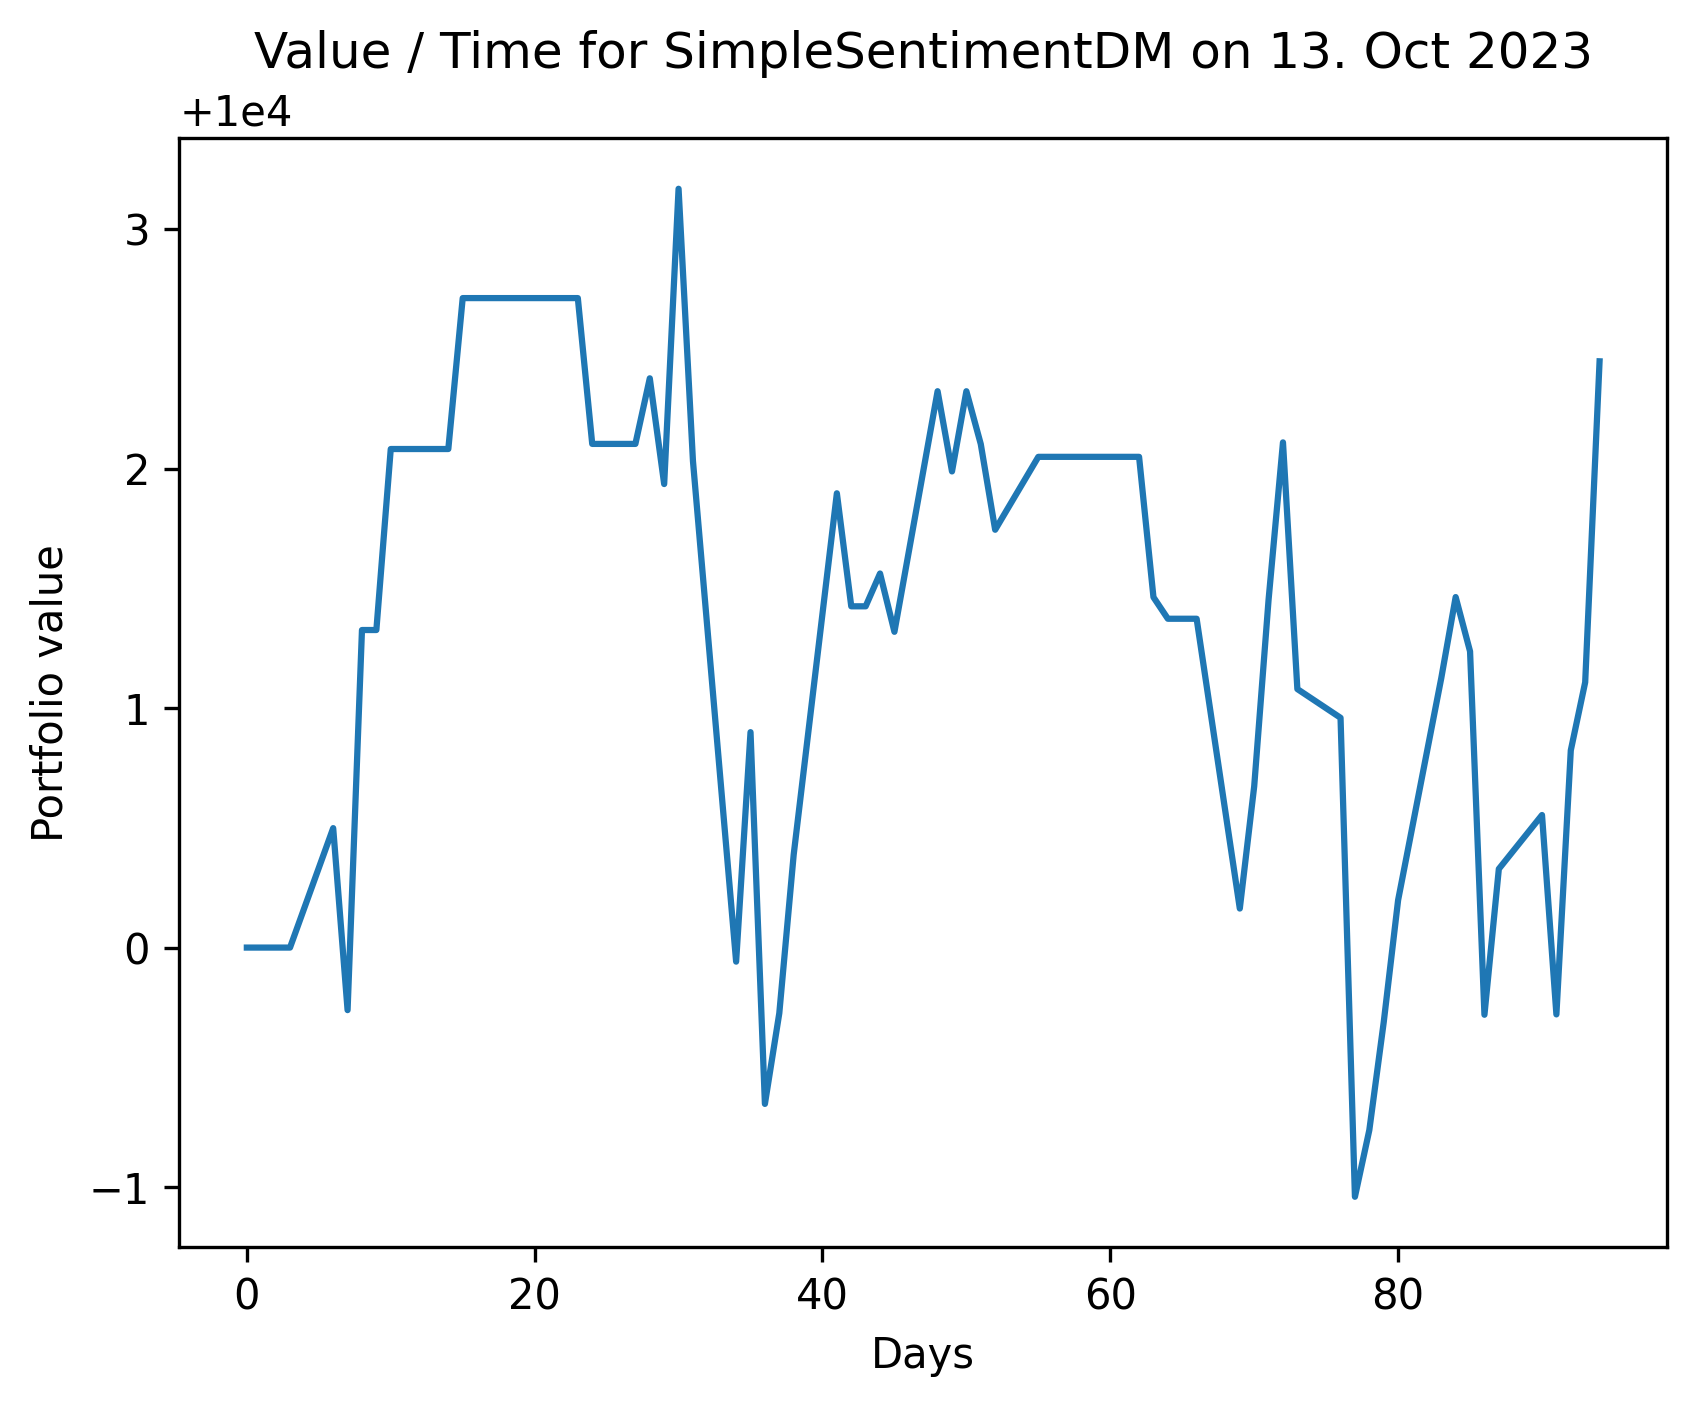 Value / Time for SimpleSentimentDM on 13. Oct 2023
+1e4
3
2
1
0
−1
Portfolio value
0 20 40 60 80
Days